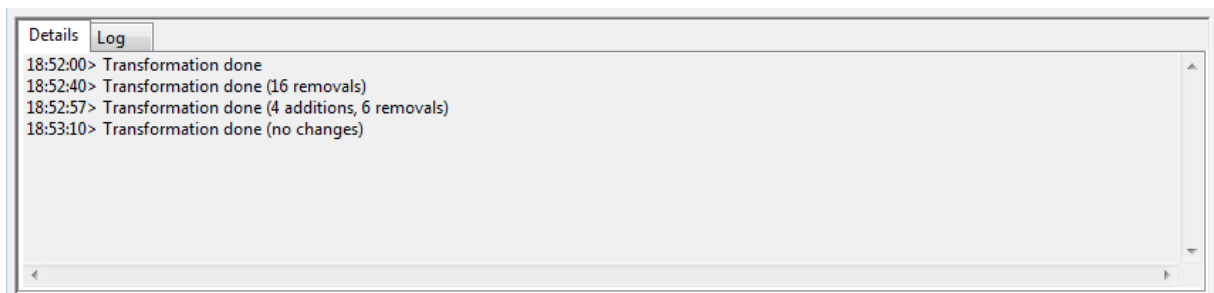 Details Log
18:52:00> Transformation done
18:52:40> Transformation done (16 removals)
18:52:57> Transformation done (4 additions, 6 removals)
18:53:10> Transformation done (no changes)